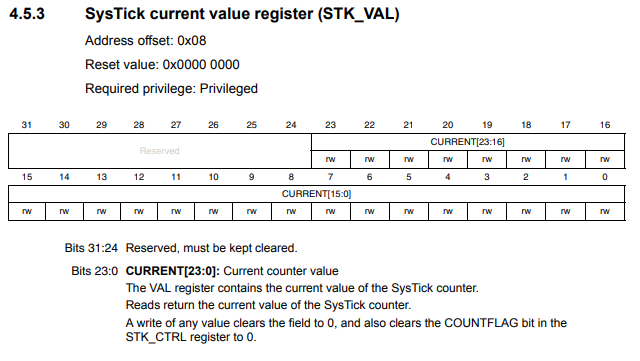 4.5.3 SysTick current value register (STK_VAL)
Address offset: 0x08
Reset value: 0x0000 0000
Required privilege: Privileged
31 30 29 28 27 26 25 24 23 22 21 20 19 18 17 16
Reserved
CURRENT[23:16]
rw rw rw rw rw rw rw rw
15 14 13 12 11 10 9 8 7 6 5 4 3 2 1 0
CURRENT[15:0]
rw rw rw rw rw rw rw rw rw rw rw rw rw rw rw rw
Bits 31:24 Reserved, must be kept cleared.
Bits 23:0 CURRENT[23:0]: Current counter value
The VAL register contains the current value of the SysTick counter.
Reads return the current value of the SysTick counter.
A write of any value clears the field to 0, and also clears the COUNTFLAG bit in the
STK_CTRL register to 0.